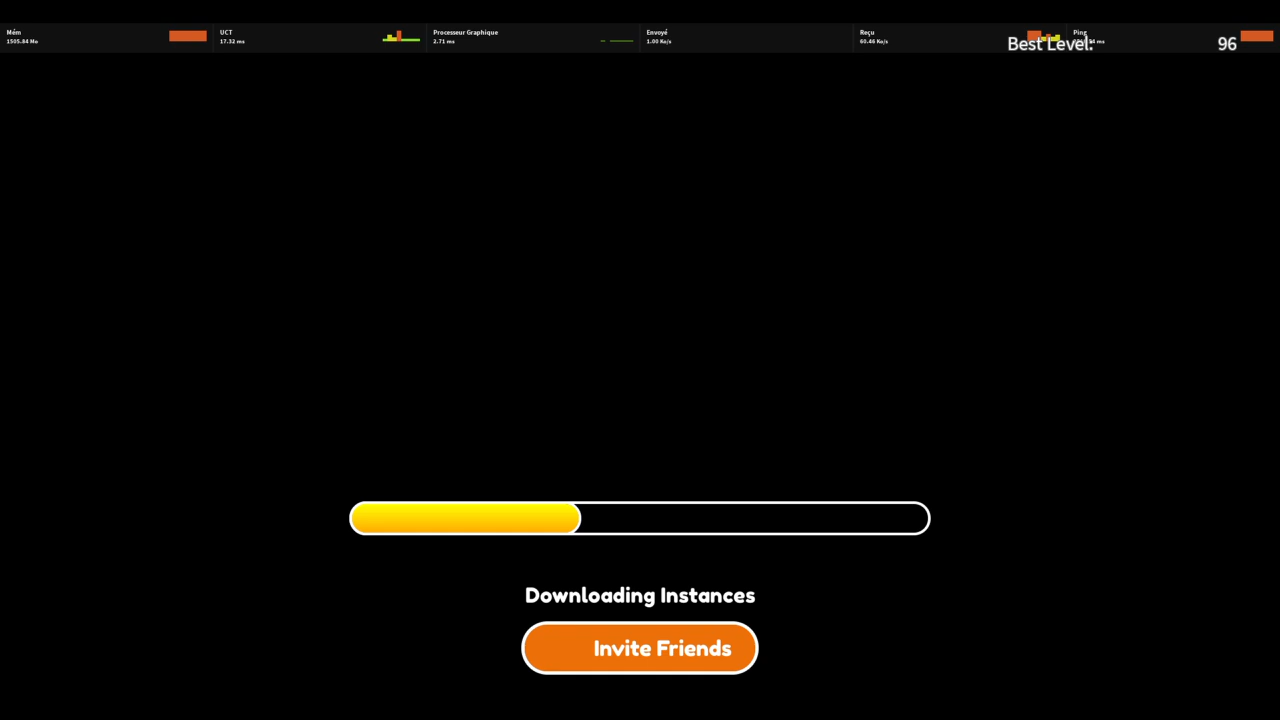 Mém
1505.84 Mo
UCT
17.32 ms
Processeur Graphique
2.71 ms
Envoyé
1.00 Ko/s
Reçu
60.46 Ko/s
Ping
ms
Best Level:
96
Downloading Instances
Invite Friends